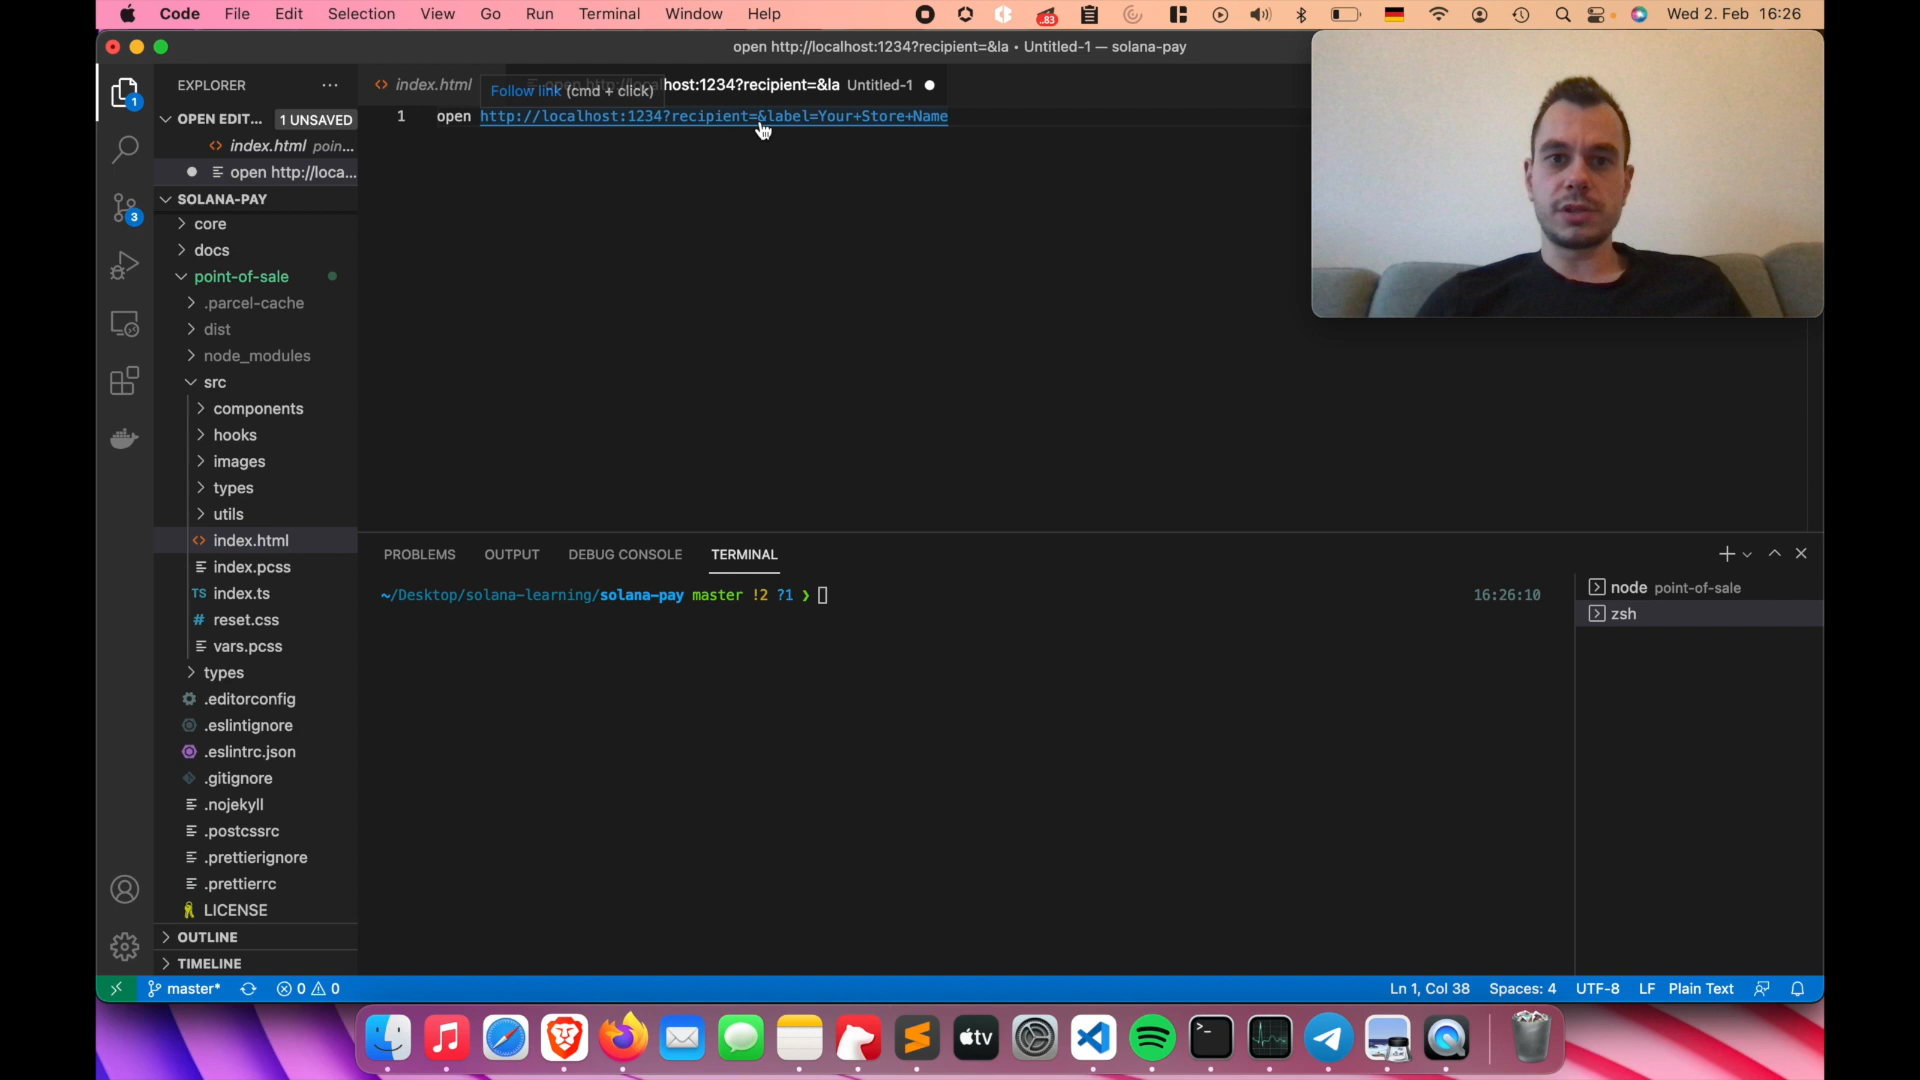 Code File Edit Selection View Go Run Terminal Window Help
..83
Wed 2. Feb 16:26
open http://localhost:1234?recipient=&la • Untitled-1 — solana-pay
EXPLORER
index.html
host:1234?recipient=&la Untitled-1
Follow link (cmd + click)
OPEN EDIT... 1 UNSAVED
1 open http://localhost:1234?recipient=&label=Your+Store+Name
index.html poin...
open http://loca...
SOLANA-PAY
core
docs
point-of-sale
.parcel-cache
dist
node_modules
src
components
hooks
images
types
utils
index.html
index.pcss
TS index.ts
# reset.css
vars.pcss
types
.editorconfig
.eslintignore
.eslintrc.json
.gitignore
.nojekyll
.postcssrc
.prettierignore
.prettierrc
LICENSE
OUTLINE
TIMELINE
1
3
PROBLEMS OUTPUT DEBUG CONSOLE TERMINAL
~/Desktop/solana-learning/solana-pay master !2 ?1 ❯
16:26:10
node point-of-sale
zsh
master* 0 0
Ln 1, Col 38 Spaces: 4 UTF-8 LF Plain Text
tv